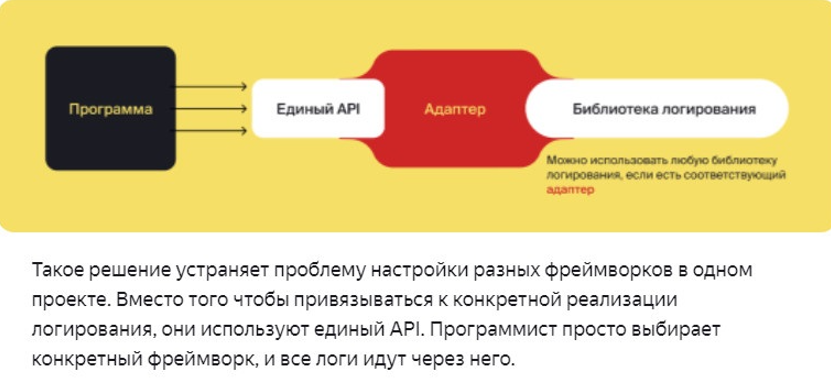 Программа
Единый API
Адаптер
Библиотека логирования
Можно использовать любую библиотеку
логирования, если есть соответствующий
адаптер
Такое решение устраняет проблему настройки разных фреймворков в одном
проекте. Вместо того чтобы привязываться к конкретной реализации
логирования, они используют единый API. Программист просто выбирает
конкретный фреймворк, и все логи идут через него.